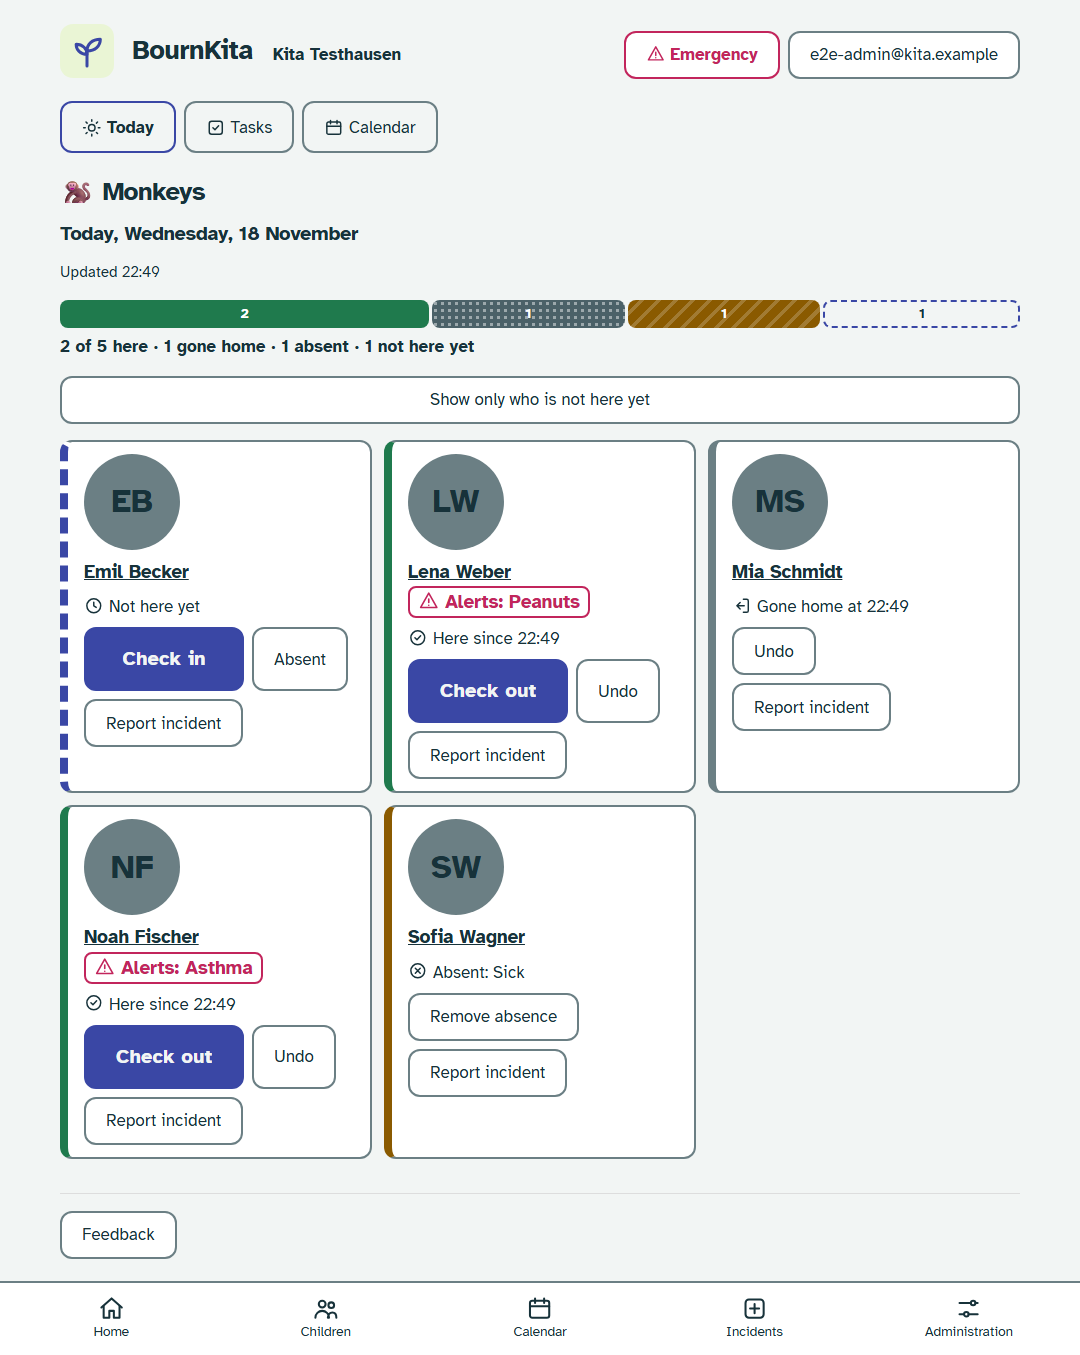 BournKita Kita Testhausen
Emergency
e2e-admin@kita.example
Today
Tasks
Calendar
Monkeys
Today, Wednesday, 18 November
Updated 22:49
2 1 1 1
2 of 5 here · 1 gone home · 1 absent · 1 not here yet
Show only who is not here yet
EB
Emil Becker
Not here yet
Check in
Absent
Report incident
LW
Lena Weber
Alerts: Peanuts
Here since 22:49
Check out
Undo
Report incident
MS
Mia Schmidt
Gone home at 22:49
Undo
Report incident
NF
Noah Fischer
Alerts: Asthma
Here since 22:49
Check out
Undo
Report incident
SW
Sofia Wagner
Absent: Sick
Remove absence
Report incident
Feedback
Home
Children
Calendar
Incidents
Administration